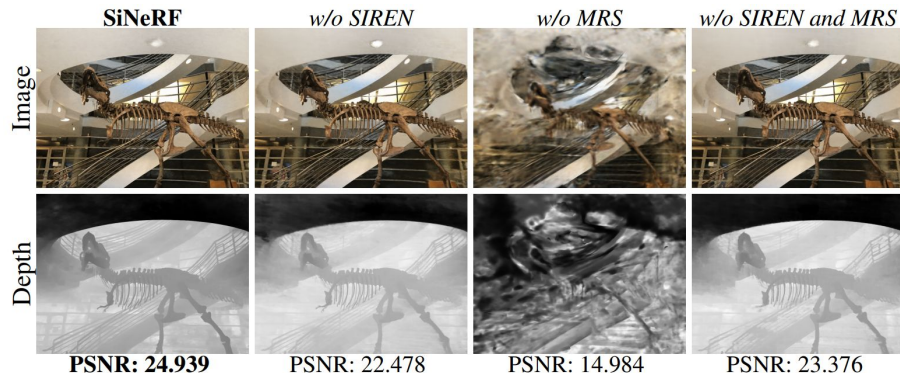 SiNeRF w/o SIREN w/o MRS w/o SIREN and MRS
Image
Depth
PSNR: 24.939 PSNR: 22.478 PSNR: 14.984 PSNR: 23.376